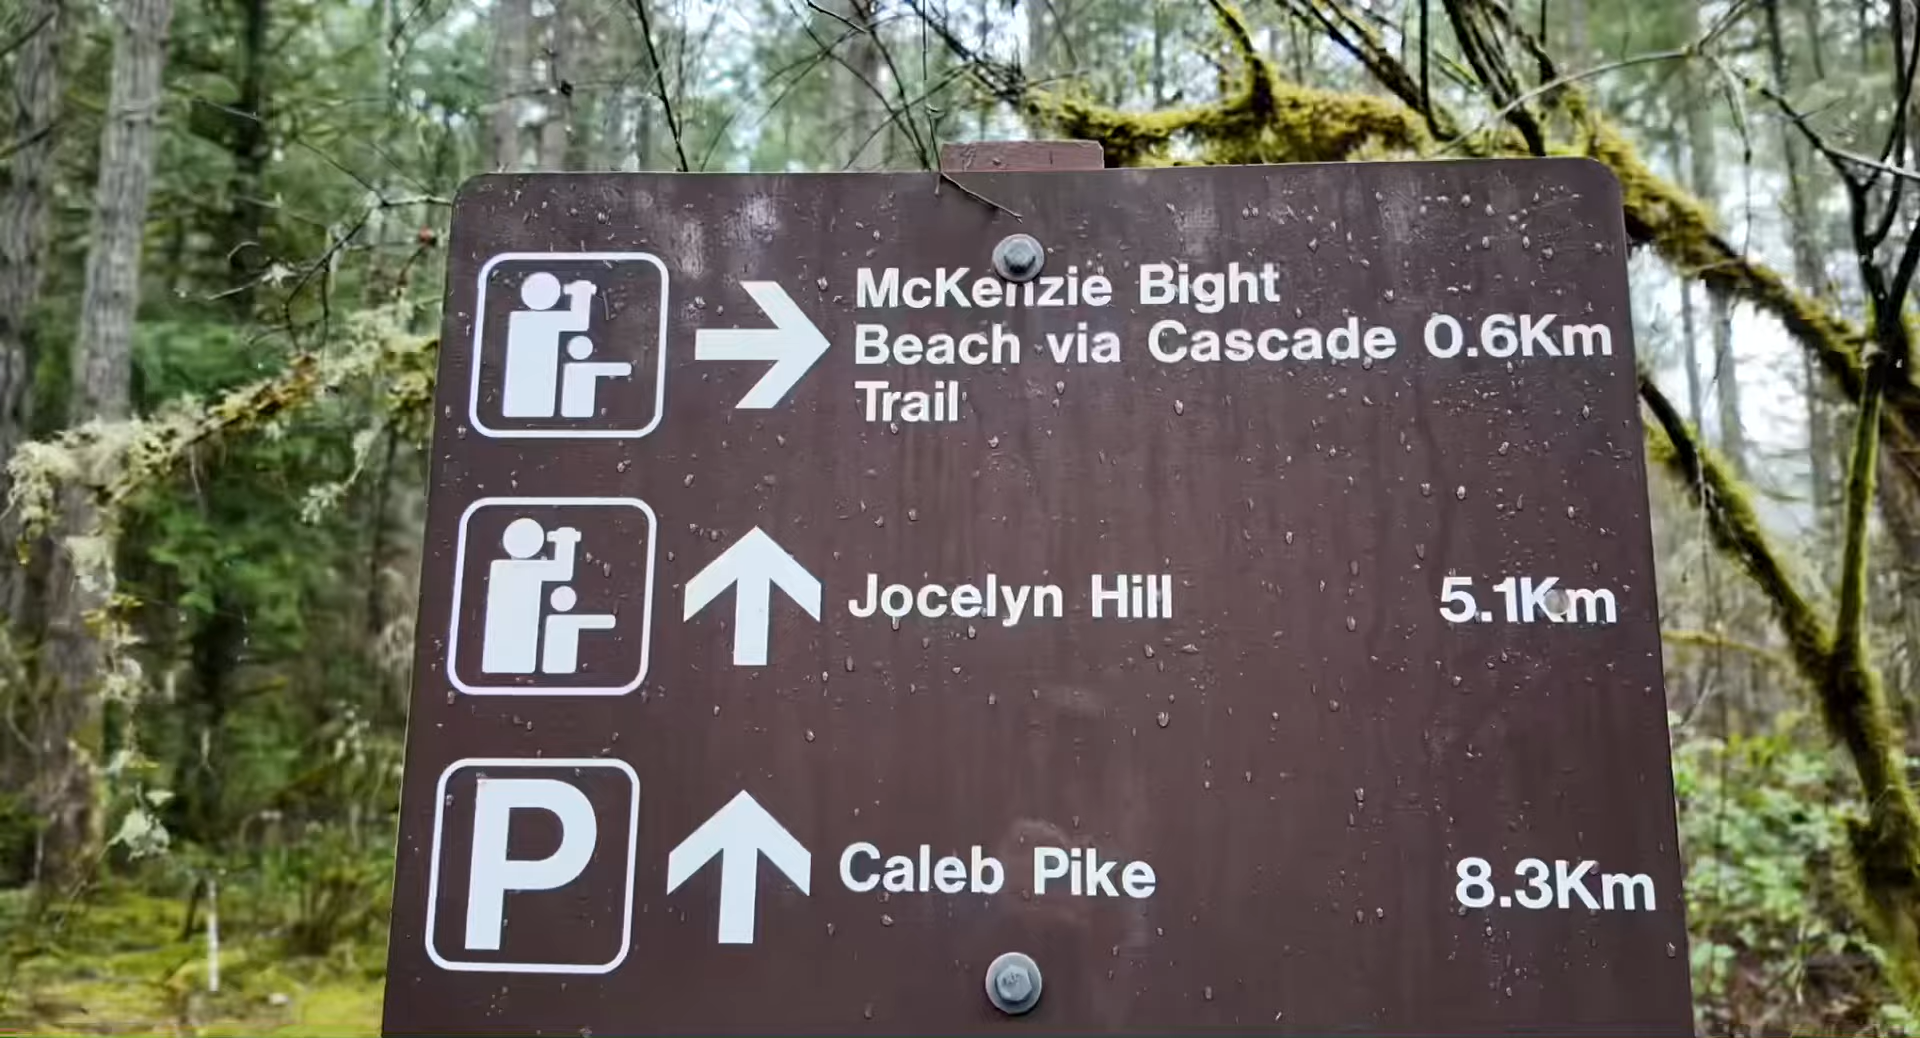 McKenzie Bight
Beach via Cascade 0.6Km
Trail
Jocelyn Hill 5.1Km
P Caleb Pike 8.3Km